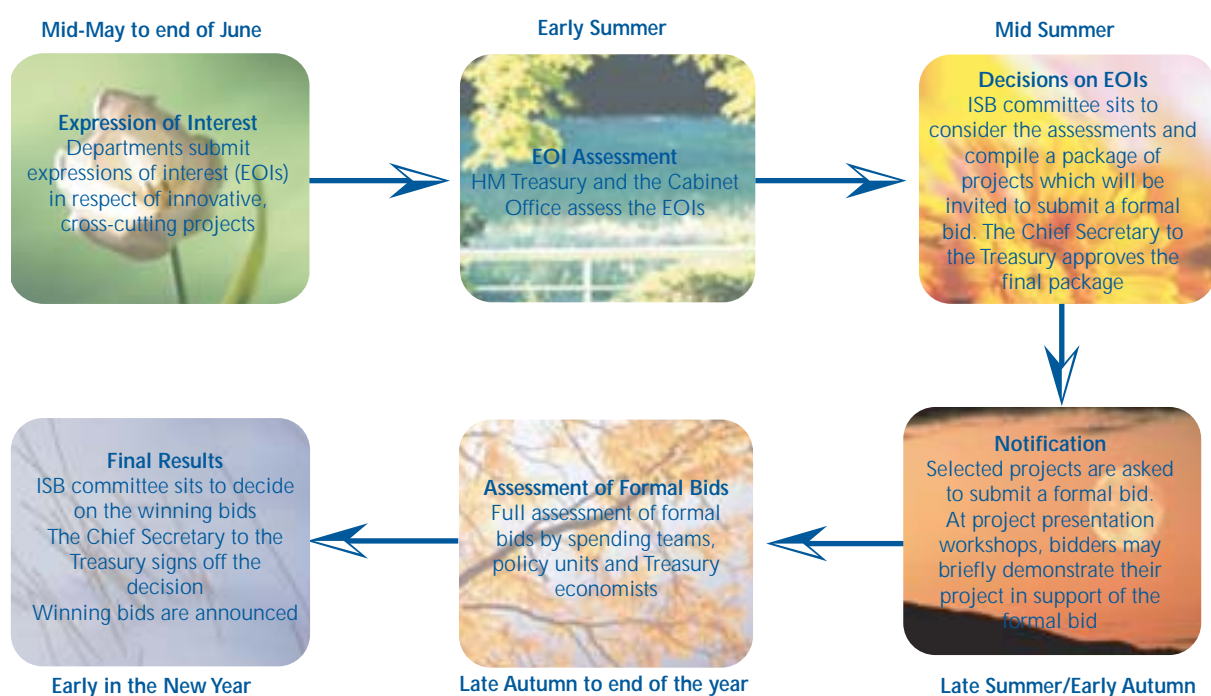 Mid-May to end of June
Expression of Interest
Departments submit
expressions of interest (EOIs)
in respect of innovative,
cross-cutting projects
Early Summer
EOI Assessment
HM Treasury and the Cabinet
Office assess the EOIs
Mid Summer
Decisions on EOIs
ISB committee sits to
consider the assessments and
compile a package of
projects which will be
invited to submit a formal
bid. The Chief Secretary to
the Treasury approves the
final package
Notification
Selected projects are asked
to submit a formal bid.
At project presentation
workshops, bidders may
briefly demonstrate their
project in support of the
formal bid
Late Summer/Early Autumn
Assessment of Formal Bids
Full assessment of formal
bids by spending teams,
policy units and Treasury
economists
Late Autumn to end of the year
Final Results
ISB committee sits to decide
on the winning bids
The Chief Secretary to the
Treasury signs off the
decision
Winning bids are announced
Early in the New Year